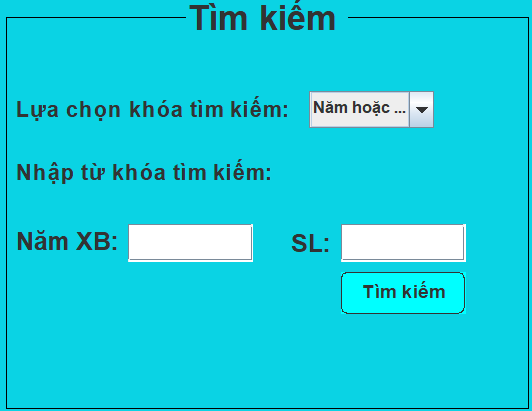 Tìm kiếm
Lựa chọn khóa tìm kiếm: Năm hoặc ...
Nhập từ khóa tìm kiếm:
Năm XB: SL:
Tìm kiếm